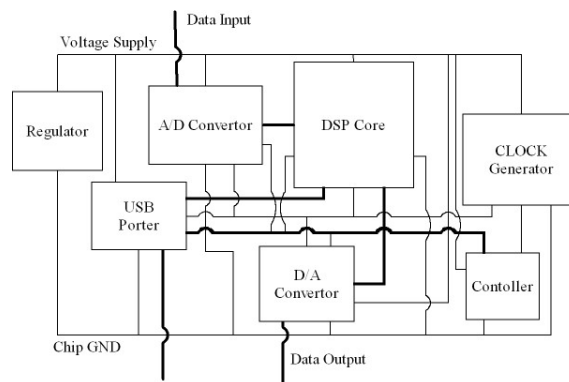 Data Input
Voltage Supply
Regulator
A/D Convertor
DSP Core
CLOCK
Generator
USB
Porter
D/A
Convertor
Contoller
Chip GND
Data Output